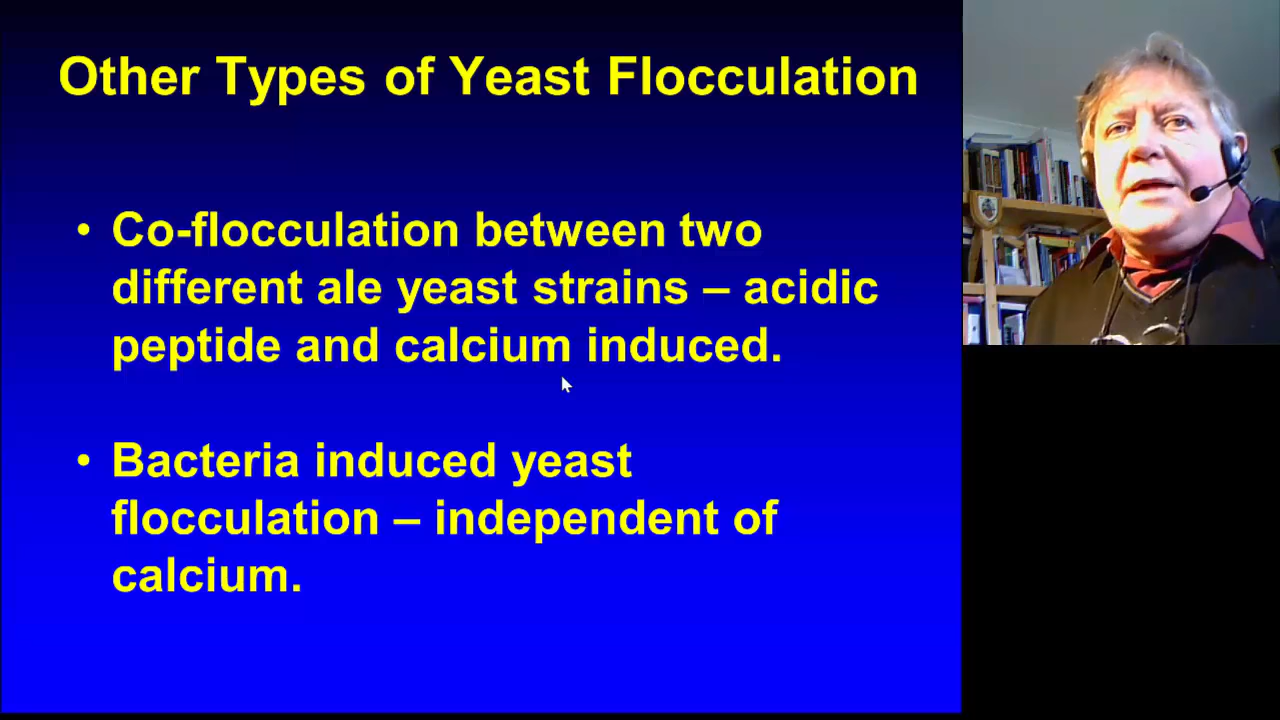 Other Types of Yeast Flocculation
• Co-flocculation between two
different ale yeast strains – acidic
peptide and calcium induced.
• Bacteria induced yeast
flocculation – independent of
calcium.